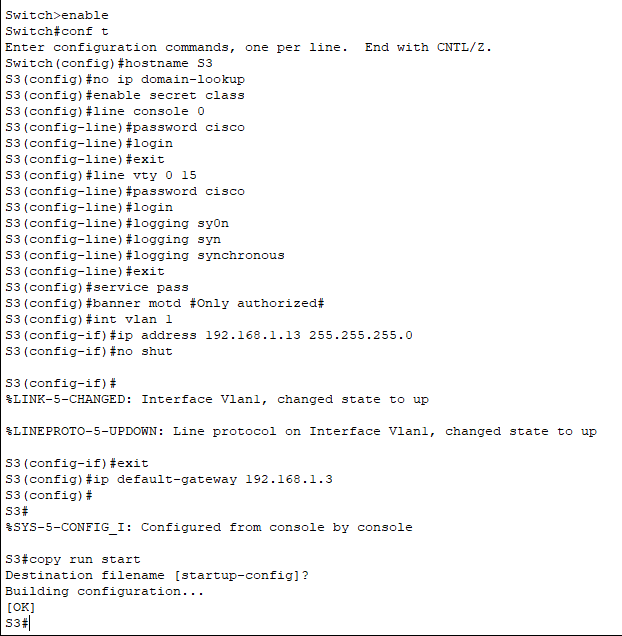 Switch>enable
Switch#conf t
Enter configuration commands, one per line.  End with CNTL/Z.
Switch(config)#hostname S3
S3(config)#no ip domain-lookup
S3(config)#enable secret class
S3(config)#line console 0
S3(config-line)#password cisco
S3(config-line)#login
S3(config-line)#exit
S3(config)#line vty 0 15
S3(config-line)#password cisco
S3(config-line)#login
S3(config-line)#logging sy0n
S3(config-line)#logging syn
S3(config-line)#logging synchronous
S3(config-line)#exit
S3(config)#service pass
S3(config)#banner motd #Only authorized#
S3(config)#int vlan 1
S3(config-if)#ip address 192.168.1.13 255.255.255.0
S3(config-if)#no shut
S3(config-if)#
%LINK-5-CHANGED: Interface Vlan1, changed state to up
%LINEPROTO-5-UPDOWN: Line protocol on Interface Vlan1, changed state to up
S3(config-if)#exit
S3(config)#ip default-gateway 192.168.1.3
S3(config)#
S3#
%SYS-5-CONFIG_I: Configured from console by console
S3#copy run start
Destination filename [startup-config]?
Building configuration...
[OK]
S3#